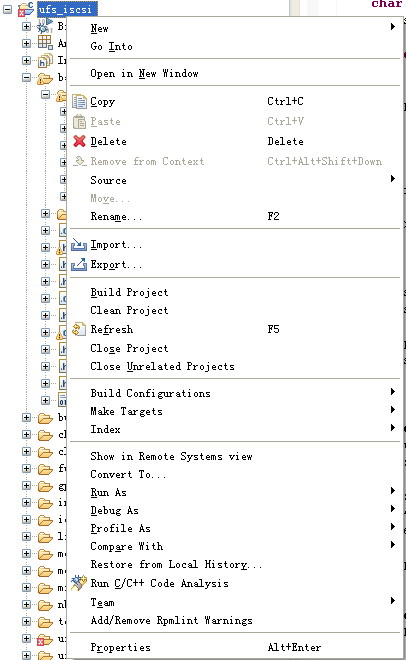 char
ufs_iscsi
New
Go Into
Open in New Window
Copy Ctrl+C
Paste Ctrl+V
Delete Delete
Remove from Context Ctrl+Alt+Shift+Down
Source
Move...
Rename... F2
Import...
Export...
Build Project
Clean Project
Refresh F5
Close Project
Close Unrelated Projects
Build Configurations
Make Targets
Index
Show in Remote Systems view
Convert To...
Run As
Debug As
Profile As
Compare With
Restore from Local History...
Run C/C++ Code Analysis
Team
Add/Remove Rpmlint Warnings
Properties Alt+Enter